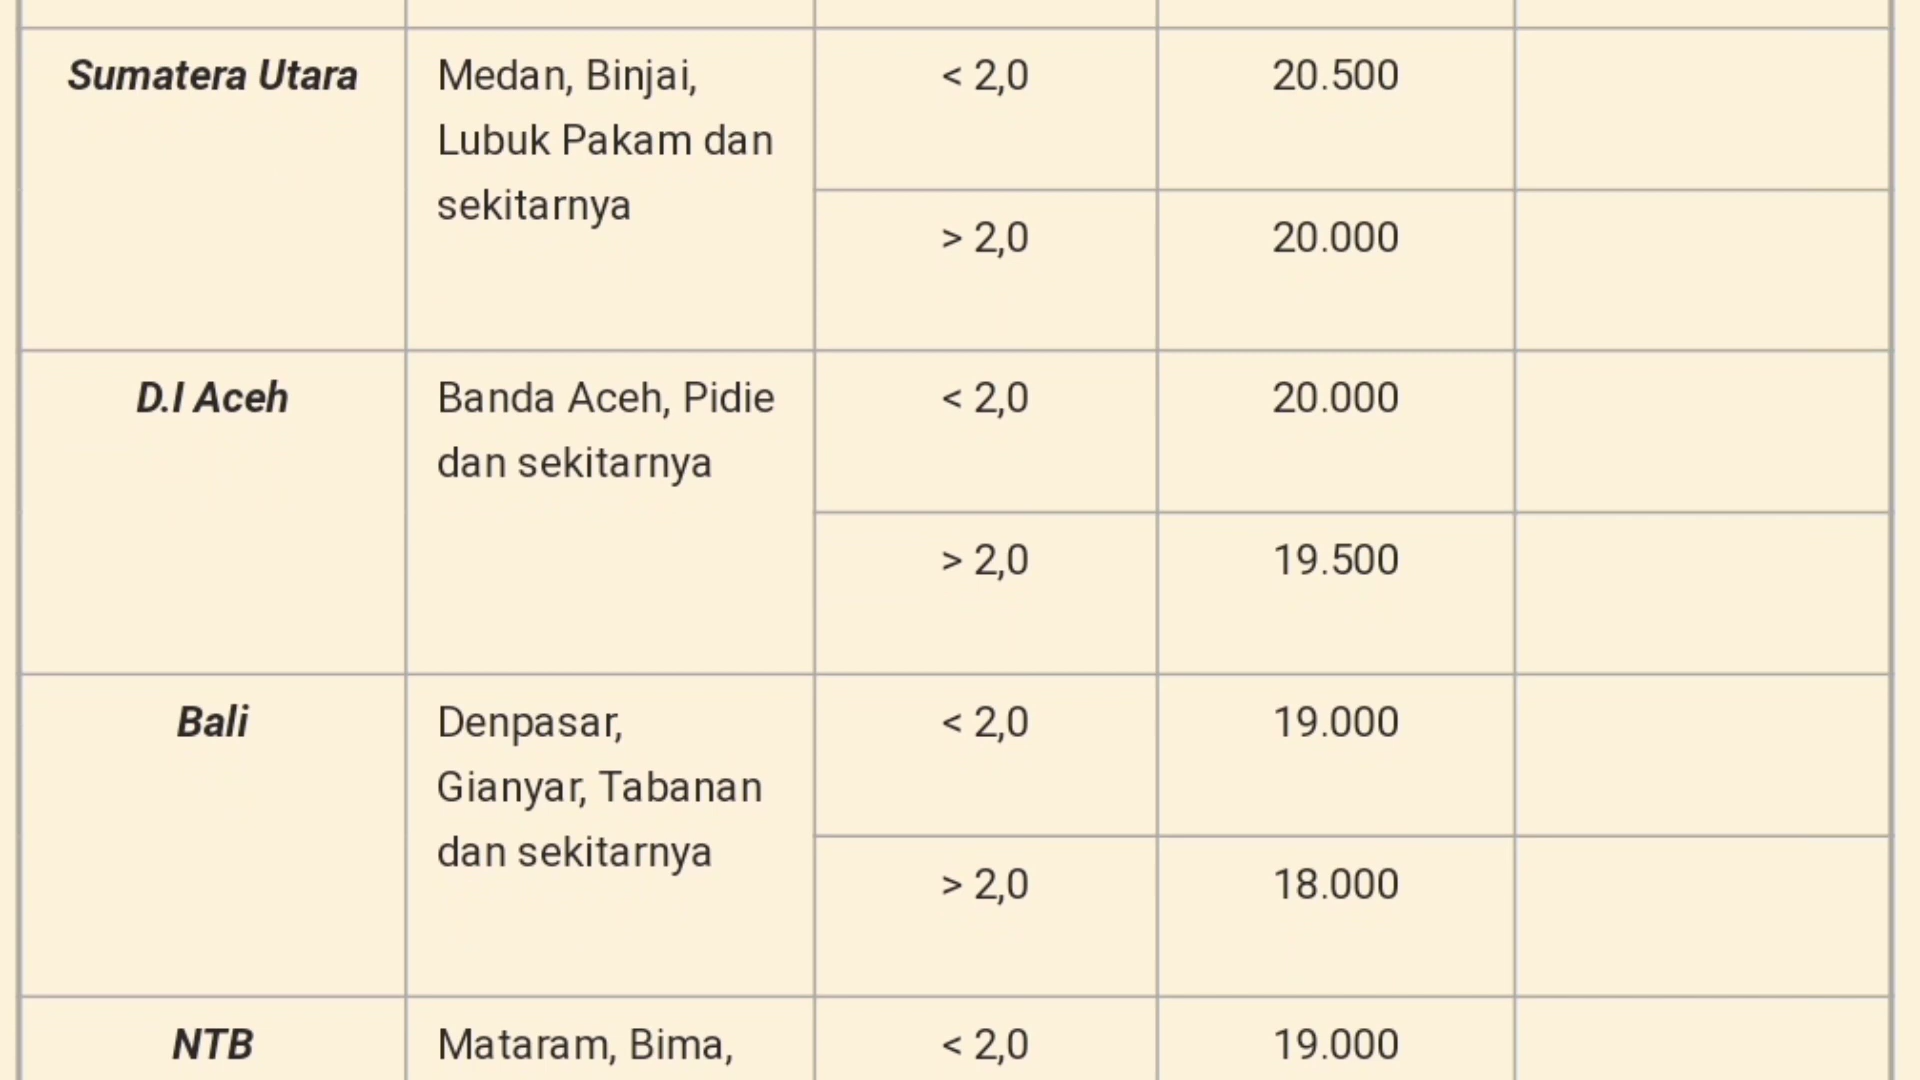 Sumatera Utara
Medan, Binjai,
Lubuk Pakam dan
sekitarnya
< 2,0
20.500
> 2,0
20.000
D.I Aceh
Banda Aceh, Pidie
dan sekitarnya
< 2,0
20.000
> 2,0
19.500
Bali
Denpasar,
Gianyar, Tabanan
dan sekitarnya
< 2,0
19.000
> 2,0
18.000
NTB
Mataram, Bima,
< 2,0
19.000